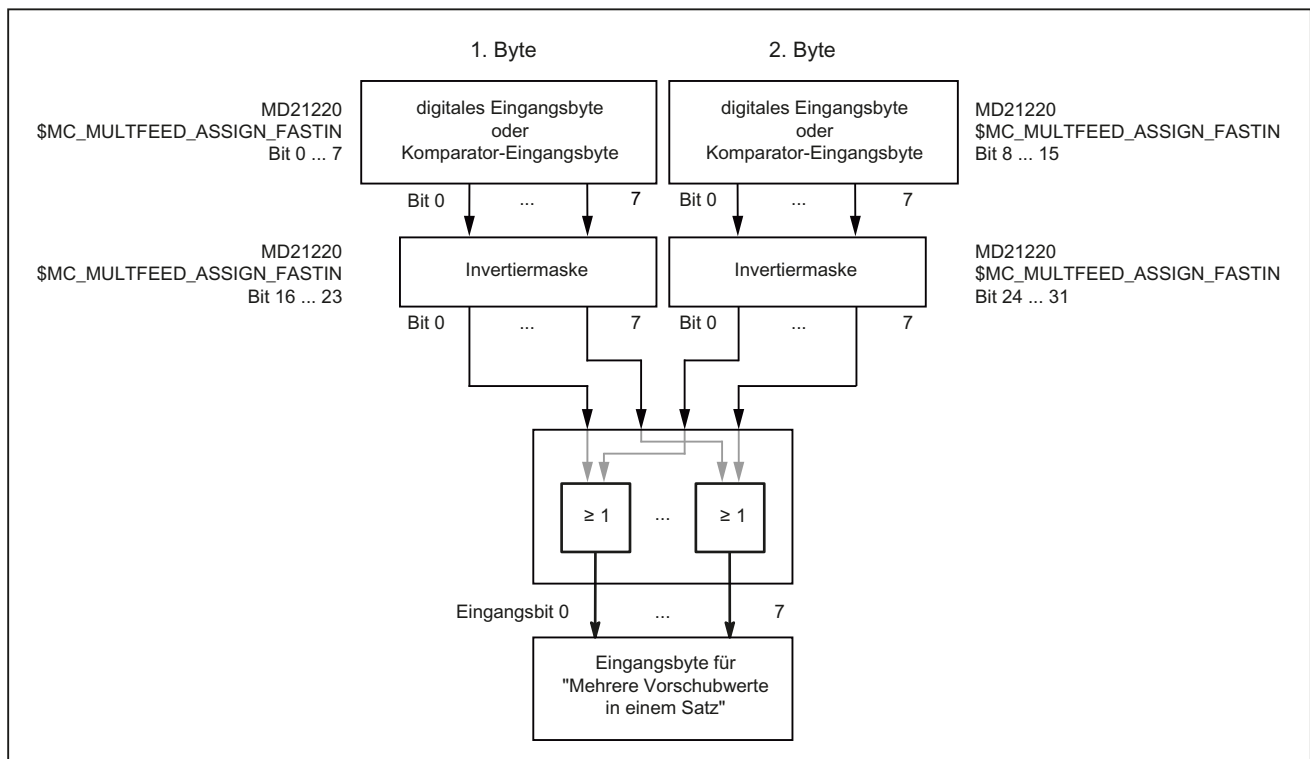 1. Byte
2. Byte
MD21220
$MC_MULTFEED_ASSIGN_FASTIN
Bit 0 ... 7
digitales Eingangsbyte
oder
Komparator-Eingangsbyte
digitales Eingangsbyte
oder
Komparator-Eingangsbyte
MD21220
$MC_MULTFEED_ASSIGN_FASTIN
Bit 8 ... 15
Bit 0 ... 7
Bit 0 ... 7
MD21220
$MC_MULTFEED_ASSIGN_FASTIN
Bit 16 ... 23
Invertiermaske
Invertiermaske
MD21220
$MC_MULTFEED_ASSIGN_FASTIN
Bit 24 ... 31
Bit 0 ... 7
Bit 0 ... 7
≥ 1 ... ≥ 1
Eingangsbit 0 ... 7
Eingangsbyte für
"Mehrere Vorschubwerte
in einem Satz"